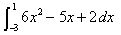 ∫₋₃¹ 6x² − 5x + 2 dx